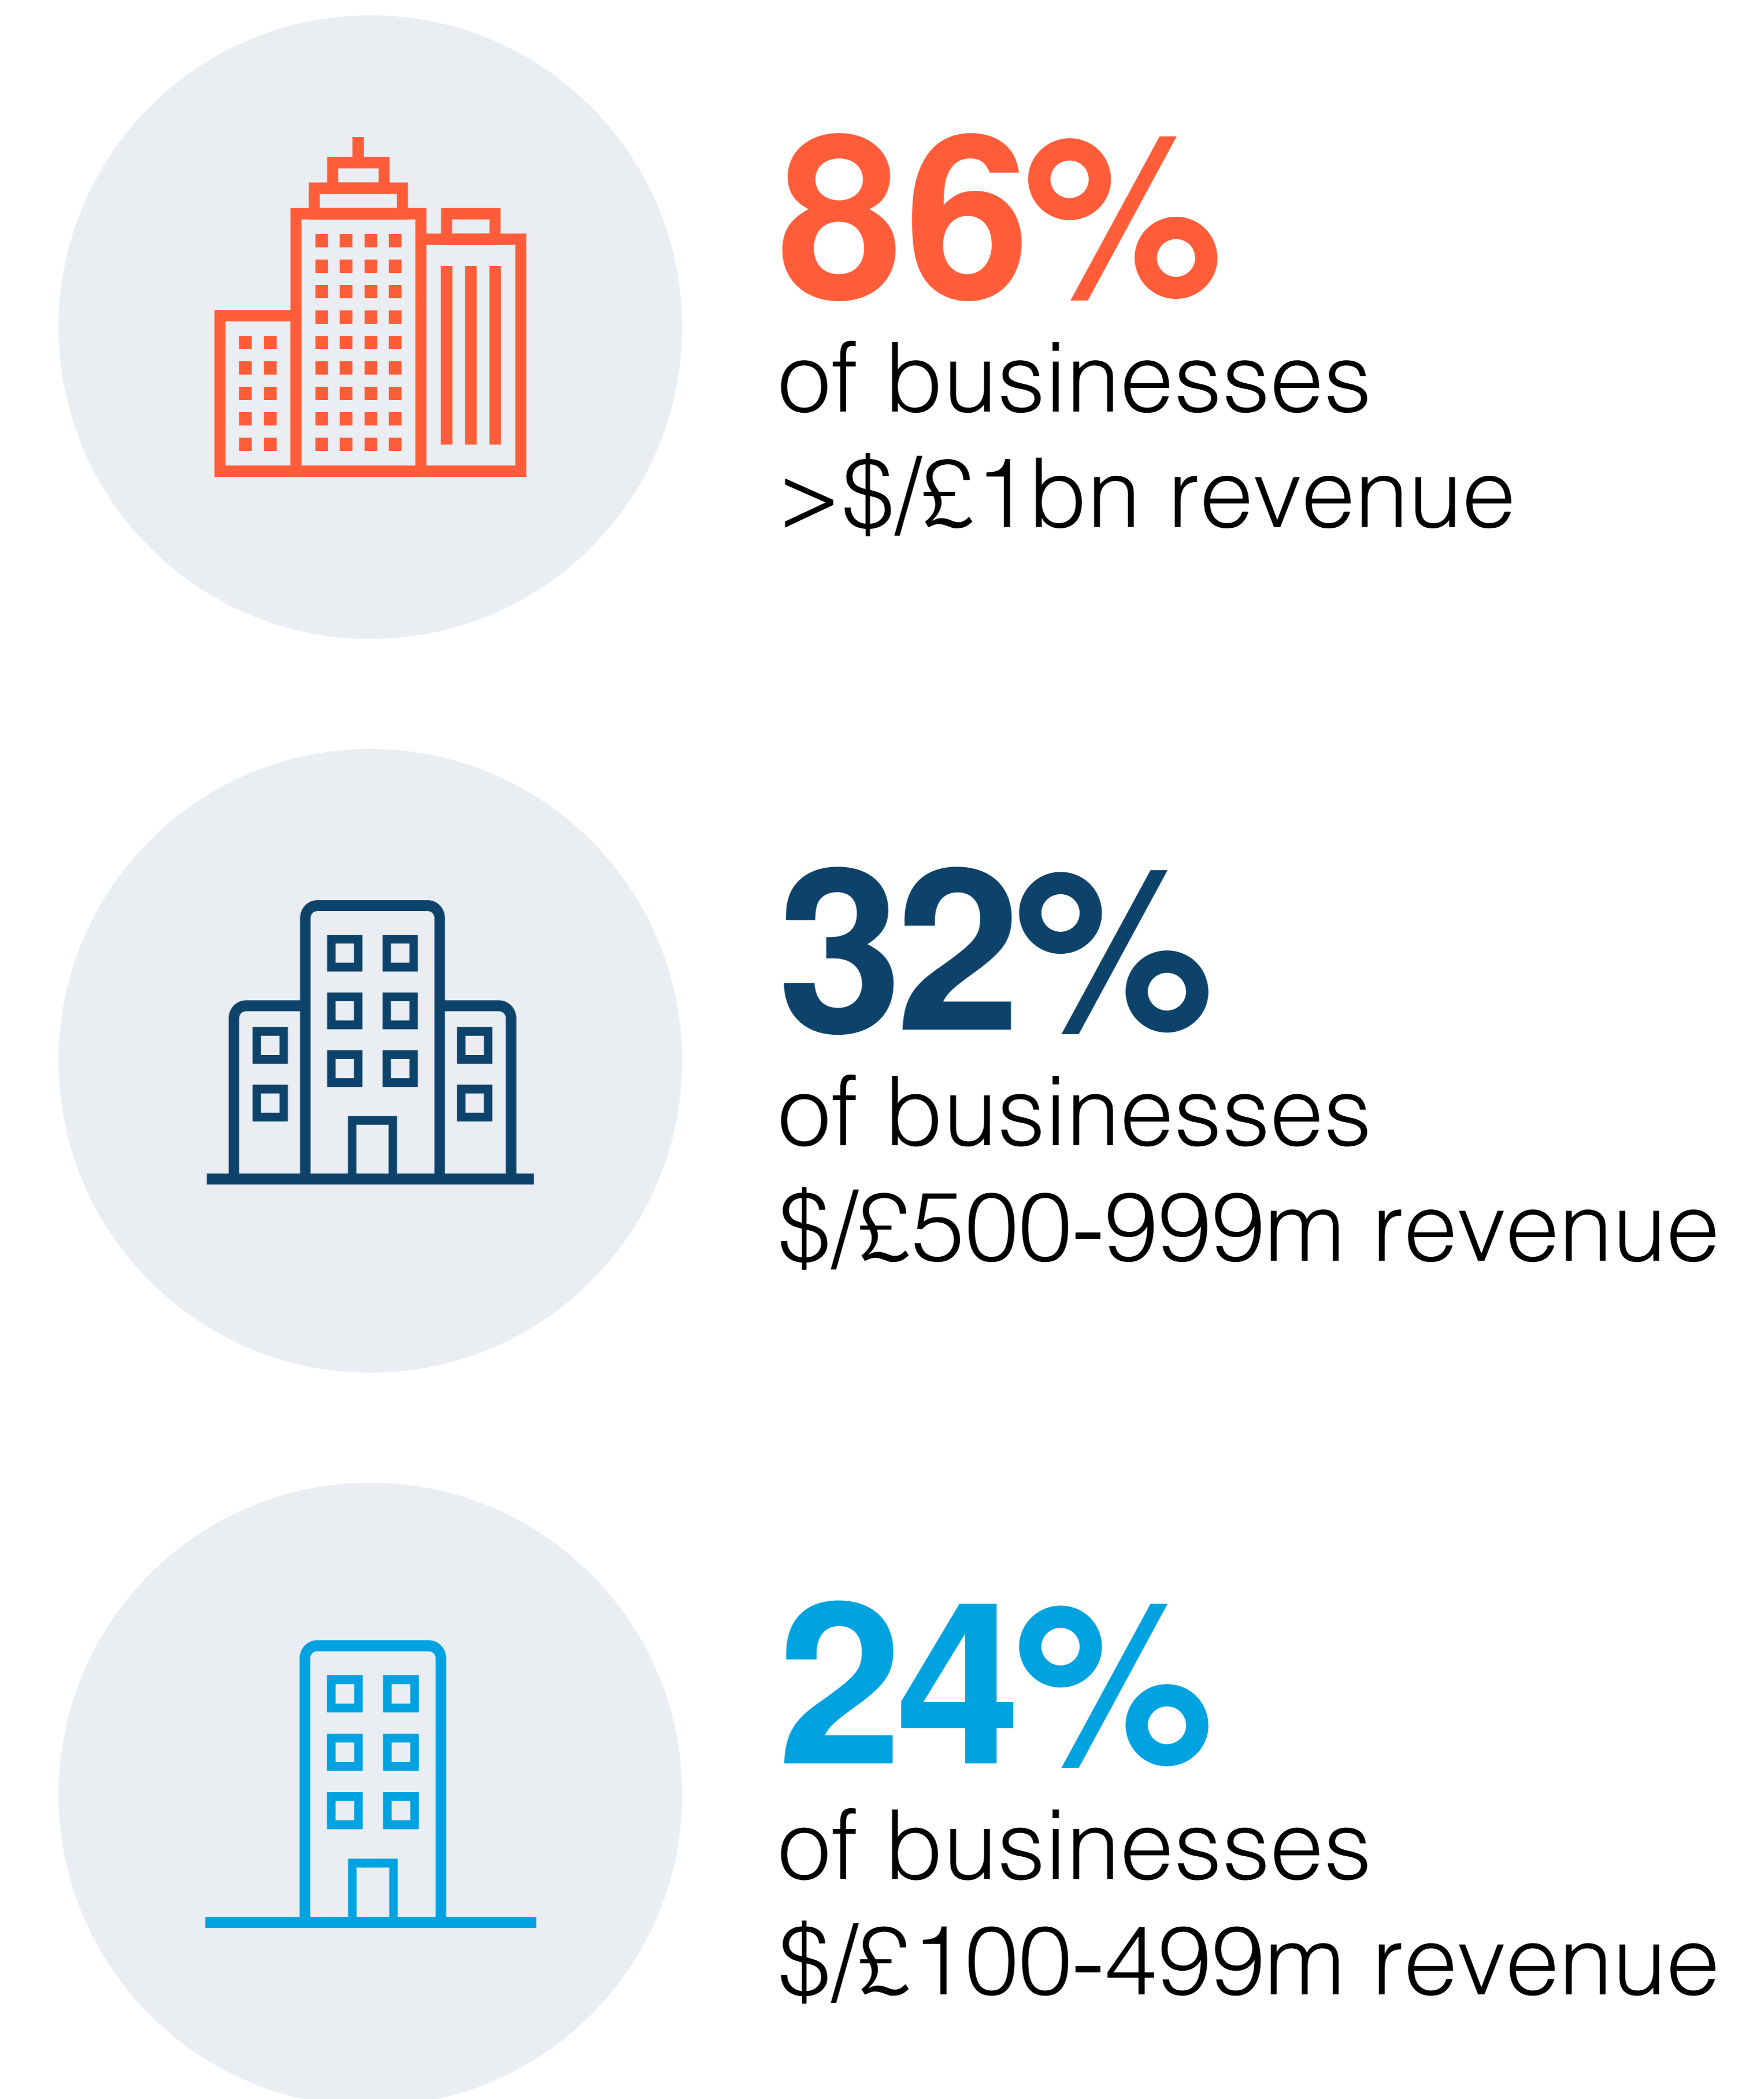 86%
of businesses
>$/£1bn revenue
32%
of businesses
$/£500-999m revenue
24%
of businesses
$/£100-499m revenue